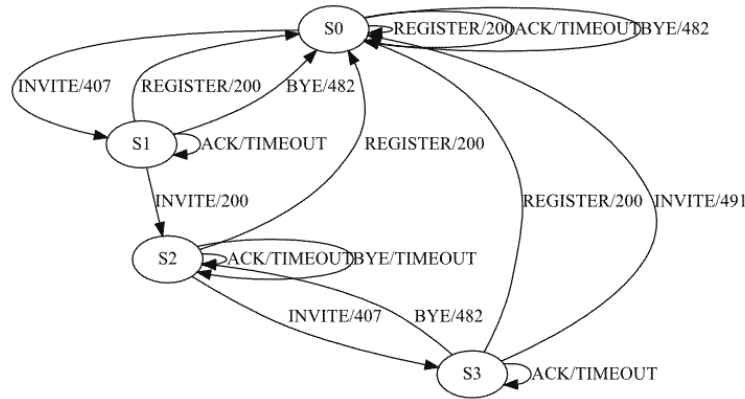 S0
REGISTER/200
ACK/TIMEOUT
BYE/482
INVITE/407
REGISTER/200
BYE/482
S1
ACK/TIMEOUT
REGISTER/200
INVITE/200
REGISTER/200
INVITE/491
S2
ACK/TIMEOUT
BYE/TIMEOUT
INVITE/407
BYE/482
S3
ACK/TIMEOUT